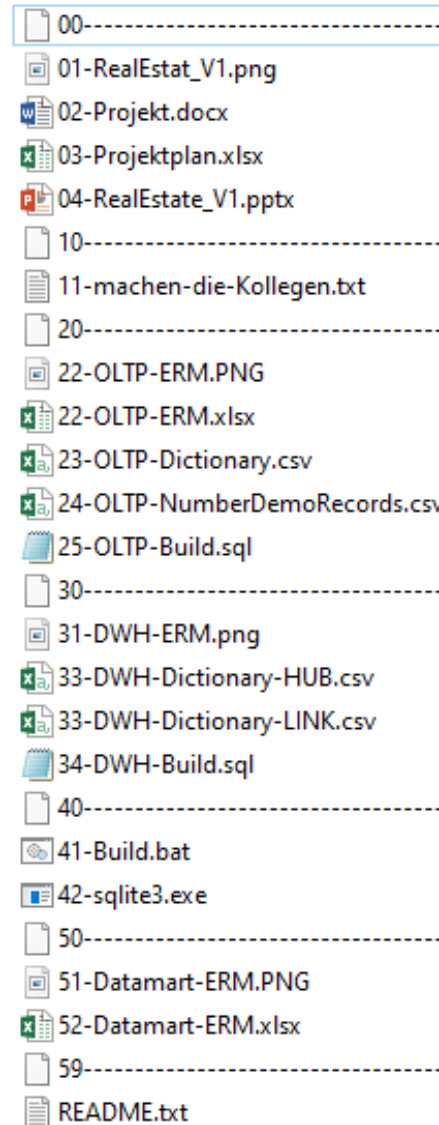 00----------------------------------------
01-RealEstat_V1.png
02-Projekt.docx
03-Projektplan.xlsx
04-RealEstate_V1.pptx
10----------------------------------------
11-machen-die-Kollegen.txt
20----------------------------------------
22-OLTP-ERM.PNG
22-OLTP-ERM.xlsx
23-OLTP-Dictionary.csv
24-OLTP-NumberDemoRecords.csv
25-OLTP-Build.sql
30----------------------------------------
31-DWH-ERM.png
33-DWH-Dictionary-HUB.csv
33-DWH-Dictionary-LINK.csv
34-DWH-Build.sql
40----------------------------------------
41-Build.bat
42-sqlite3.exe
50----------------------------------------
51-Datamart-ERM.PNG
52-Datamart-ERM.xlsx
59----------------------------------------
README.txt